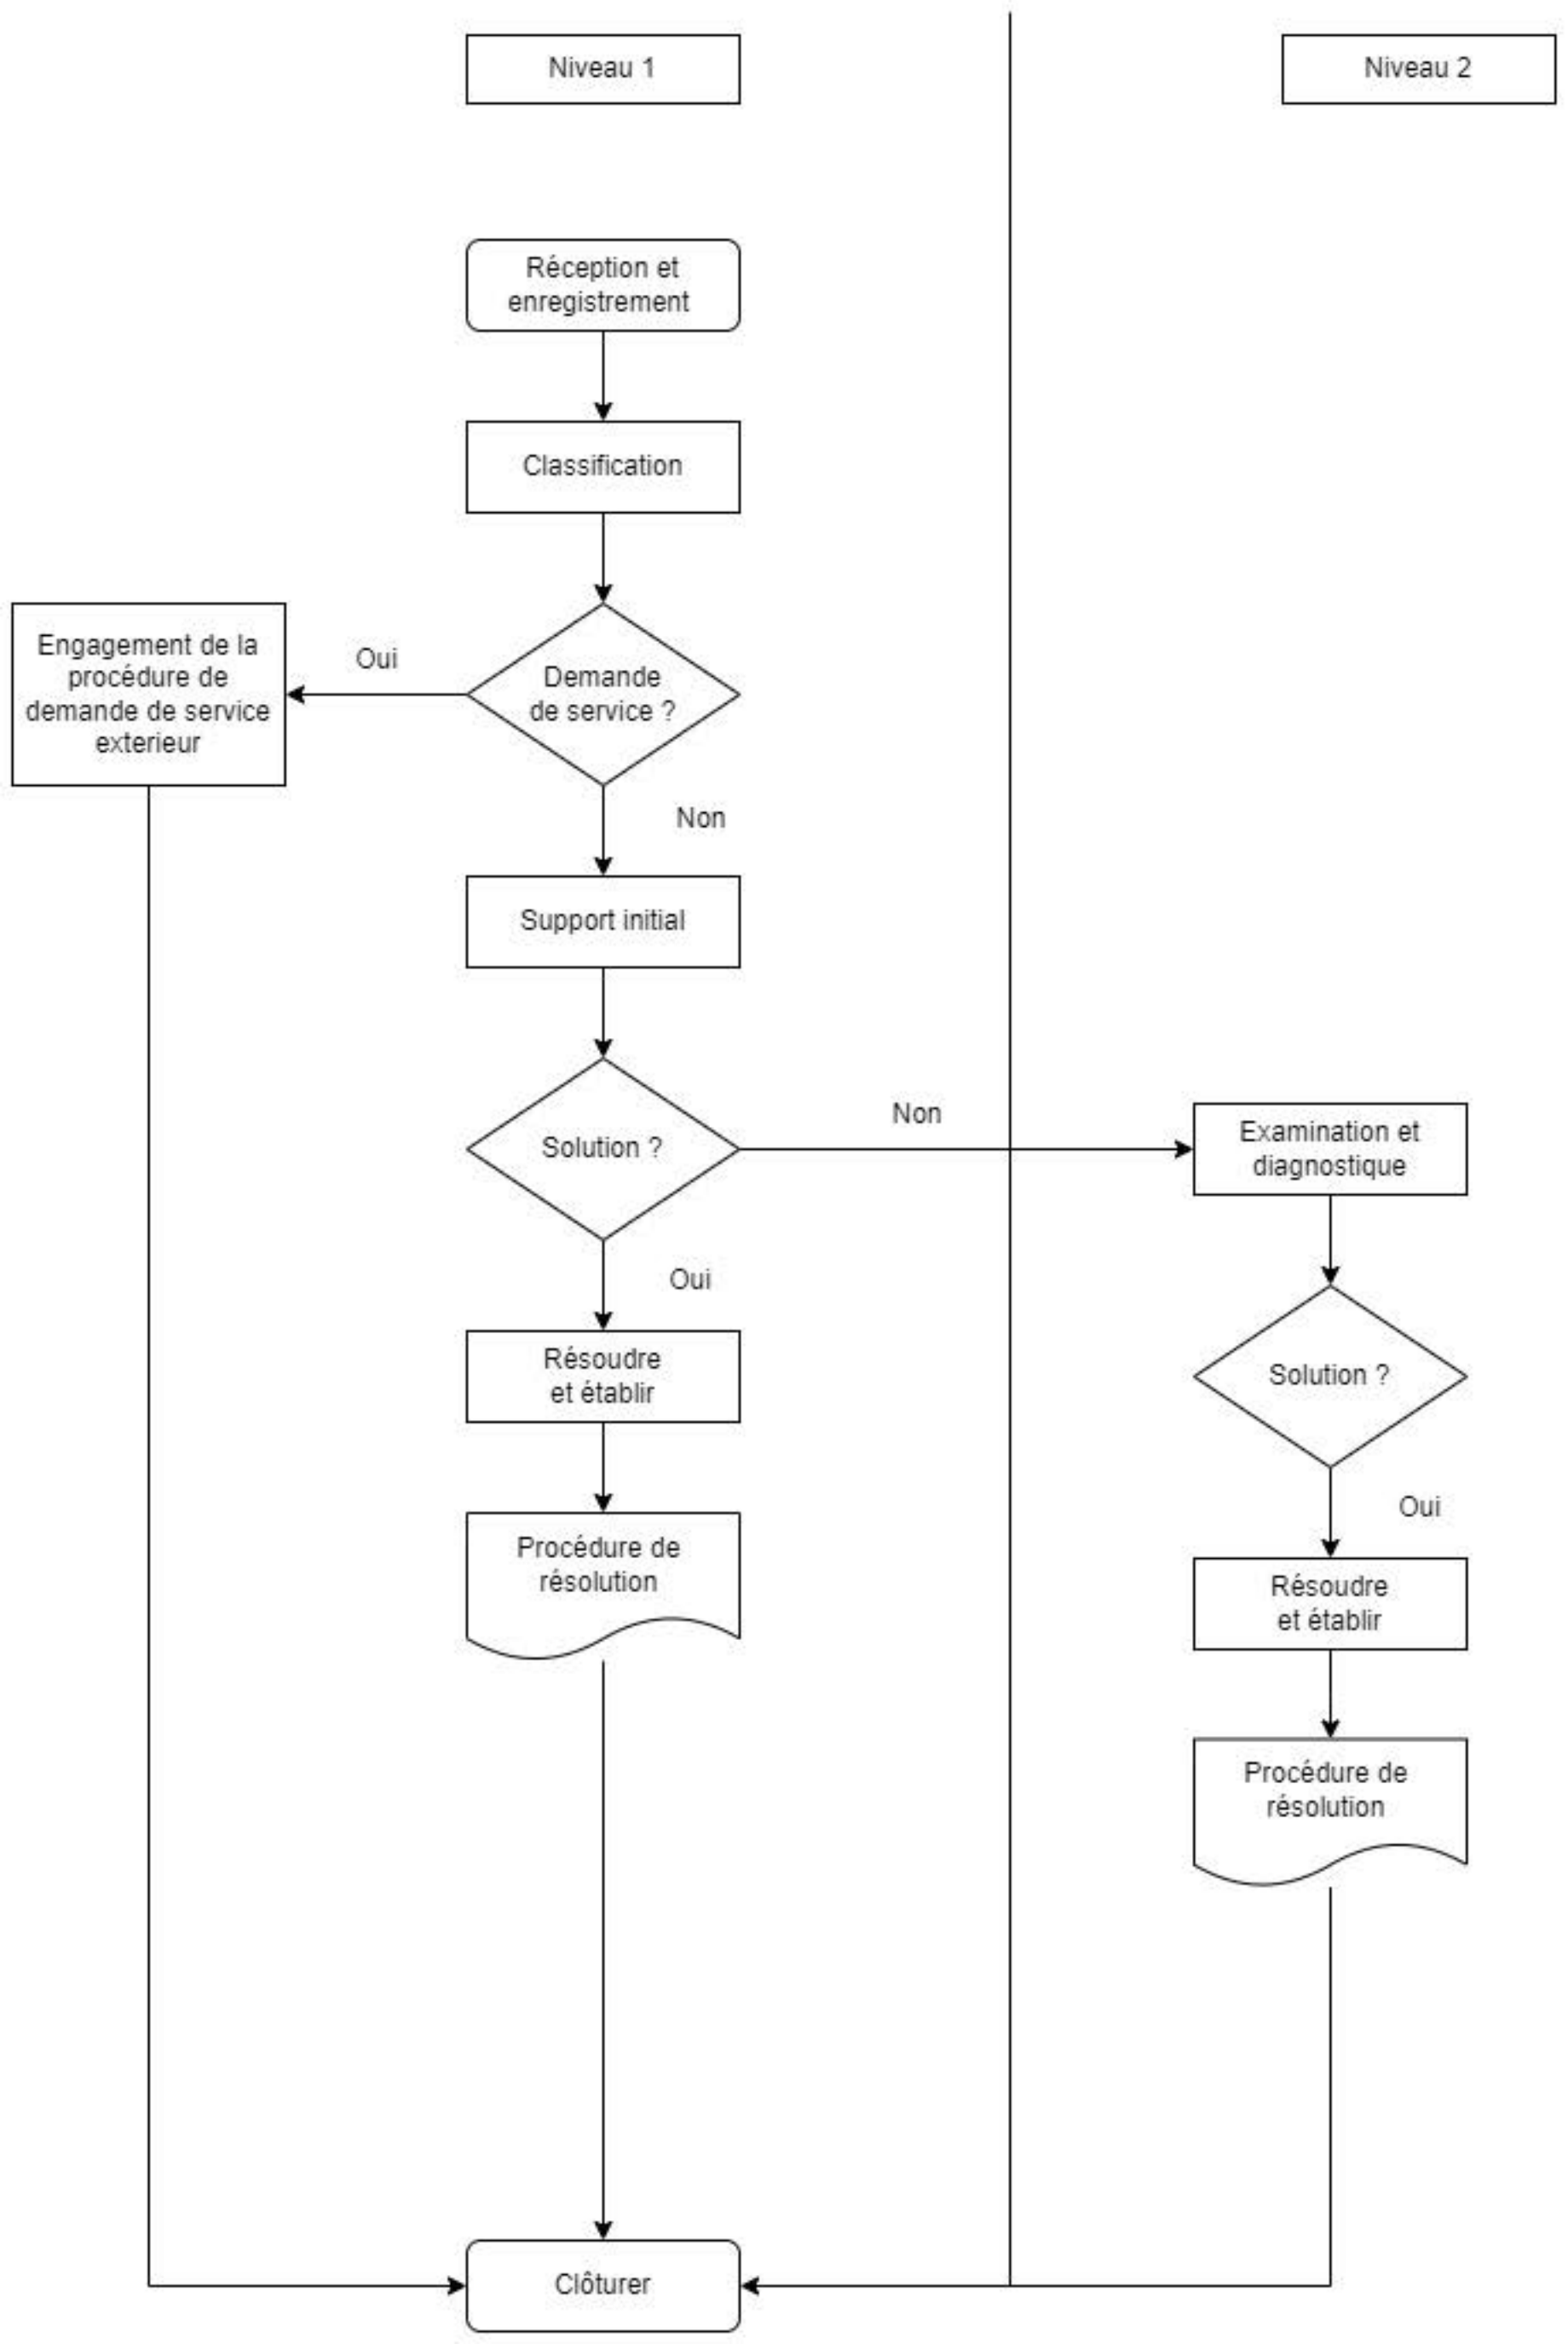 Niveau 1
Niveau 2
Réception et
enregistrement
Classification
Engagement de la
procédure de
demande de service
exterieur
Oui
Demande
de service ?
Non
Support initial
Solution ?
Non
Examination et
diagnostique
Oui
Solution ?
Résoudre
et établir
Oui
Procédure de
résolution
Résoudre
et établir
Procédure de
résolution
Clôturer